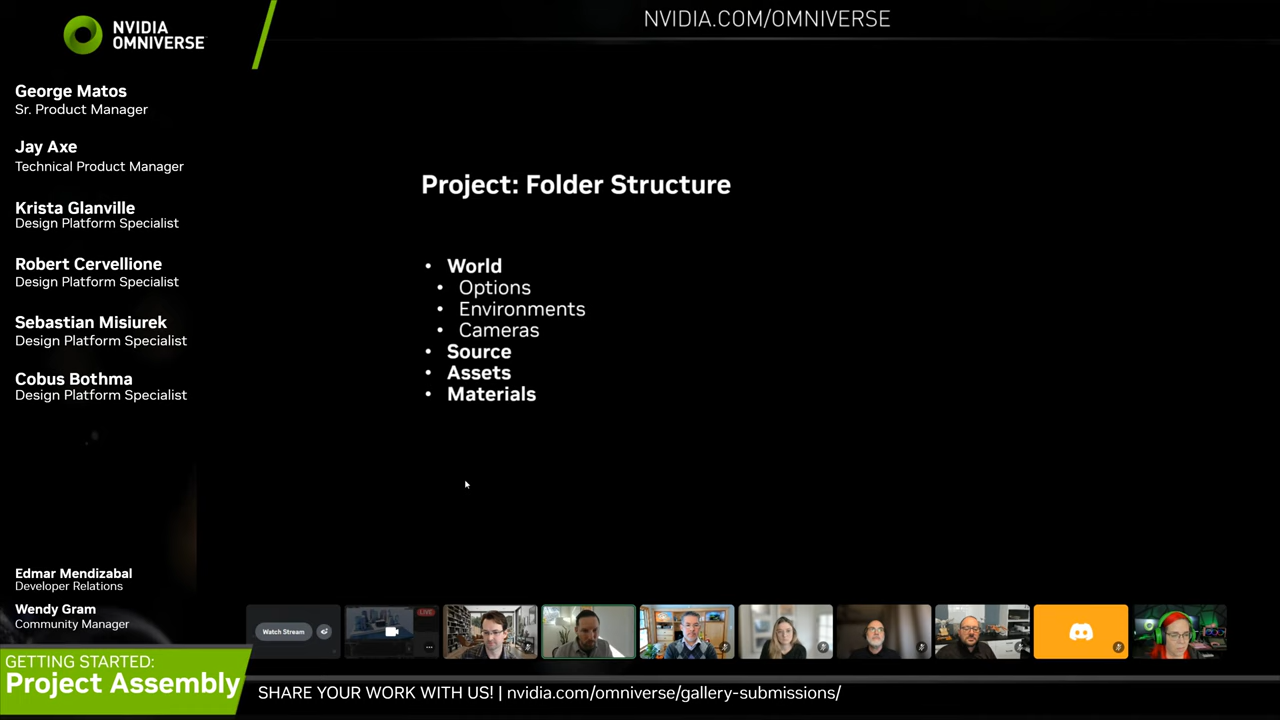 NVIDIA
OMNIVERSE
NVIDIA.COM/OMNIVERSE
George Matos
Sr. Product Manager
Jay Axe
Technical Product Manager
Krista Glanville
Design Platform Specialist
Robert Cervellione
Design Platform Specialist
Sebastian Misiurek
Design Platform Specialist
Cobus Bothma
Design Platform Specialist
Project: Folder Structure
• World
• Options
• Environments
• Cameras
• Source
• Assets
• Materials
Edmar Mendizabal
Developer Relations
Wendy Gram
Community Manager
Watch Stream
LIVE
GETTING STARTED:
Project Assembly
SHARE YOUR WORK WITH US! | nvidia.com/omniverse/gallery-submissions/